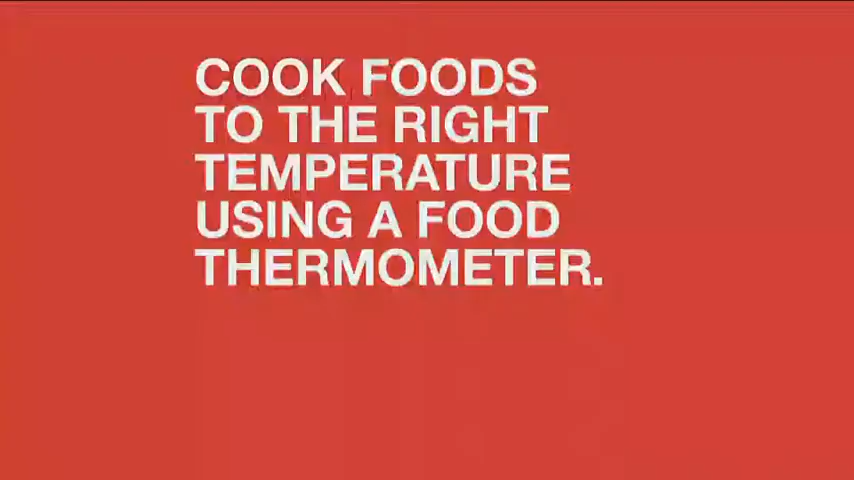 COOK FOODS
TO THE RIGHT
TEMPERATURE
USING A FOOD
THERMOMETER.